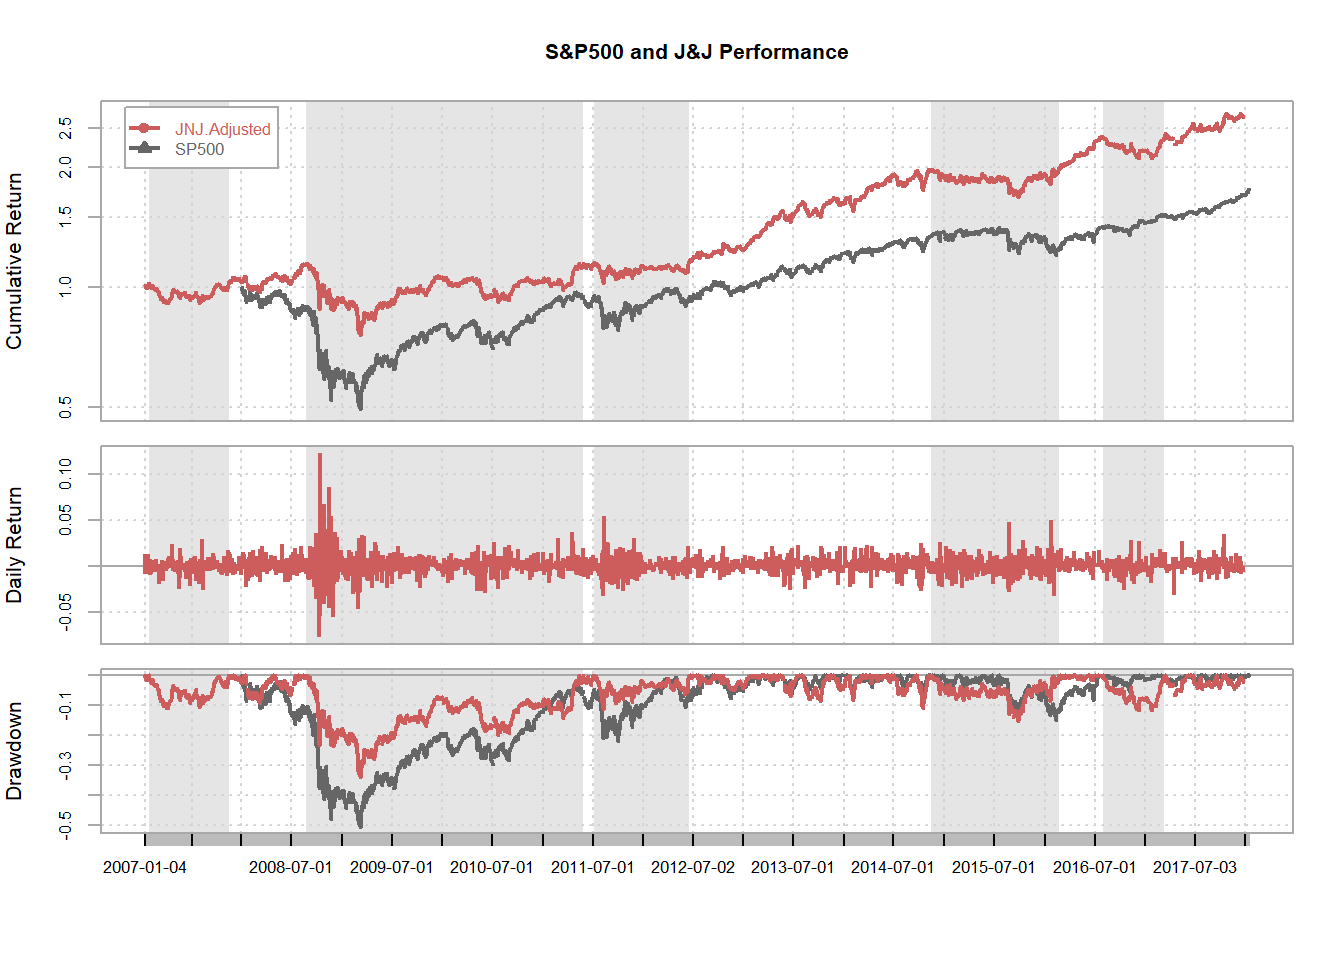 S&P500 and J&J Performance
JNJ.Adjusted
SP500
Cumulative Return
2.5
2.0
1.5
1.0
0.5
Daily Return
0.10
0.05
-0.05
Drawdown
-0.1
-0.3
-0.5
2007-01-04 2008-07-01 2009-07-01 2010-07-01 2011-07-01 2012-07-02 2013-07-01 2014-07-01 2015-07-01 2016-07-01 2017-07-03